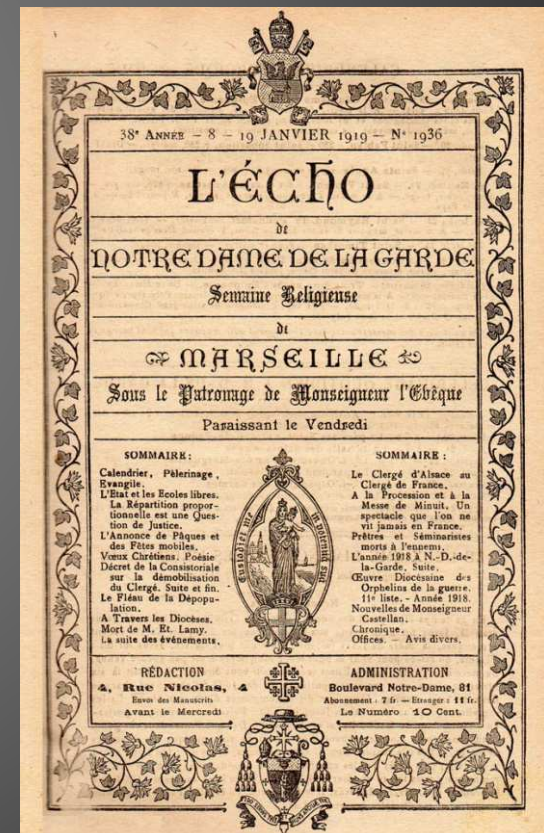 38e ANNÉE – 8 – 19 JANVIER 1919 – No 1936
L'ÉCHO
de
NOTRE DAME DE LA GARDE
Semaine Religieuse
de
MARSEILLE
Sous le Patronage de Monseigneur l'Evêque
Paraissant le Vendredi
SOMMAIRE:
Calendrier, Pèlerinage,
Evangile.
L'Etat et les Ecoles libres.
La Répartition propor-
tionnelle est une Ques-
tion de Justice.
L'Annonce de Pâques et
des Fêtes mobiles.
Vœux Chrétiens. Poésie
Décret de la Consistoriale
sur la démobilisation
du Clergé. Suite et fin.
Le Fléau de la Dépopu-
lation.
A Travers les Diocèses.
Mort de M. Et. Lamy.
La suite des événements.
SOMMAIRE:
Le Clergé d'Alsace au
Clergé de France.
A la Procession et à la
Messe de Minuit. Un
spectacle que l'on ne
vit jamais en France.
Prêtres et Séminaristes
morts à l'ennemi.
L'année 1918 à N.-D.-de-
la-Garde. Suite.
Œuvre Diocésaine des
Orphelins de la guerre.
11e liste. - Année 1918.
Nouvelles de Monseigneur
Castellan.
Chronique.
Offices. – Avis divers.
RÉDACTION
4, Rue Nicolas, 4
Envoi des Manuscrits
Avant le Mercredi
ADMINISTRATION
Boulevard Notre-Dame, 81
Abonnement: 7 fr. – Etranger: 11 fr.
Le Numéro 10 Cent.